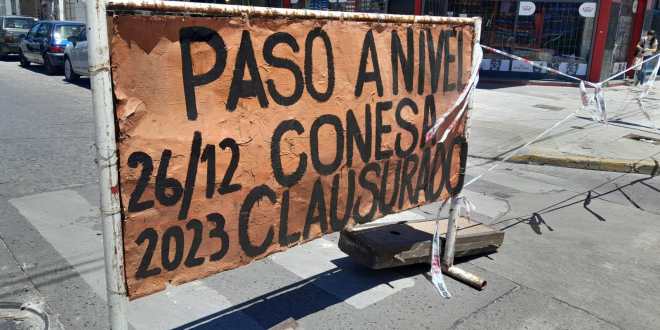 PASO A NIVEL
26/12 CONESA
2023 CLAUSURADO